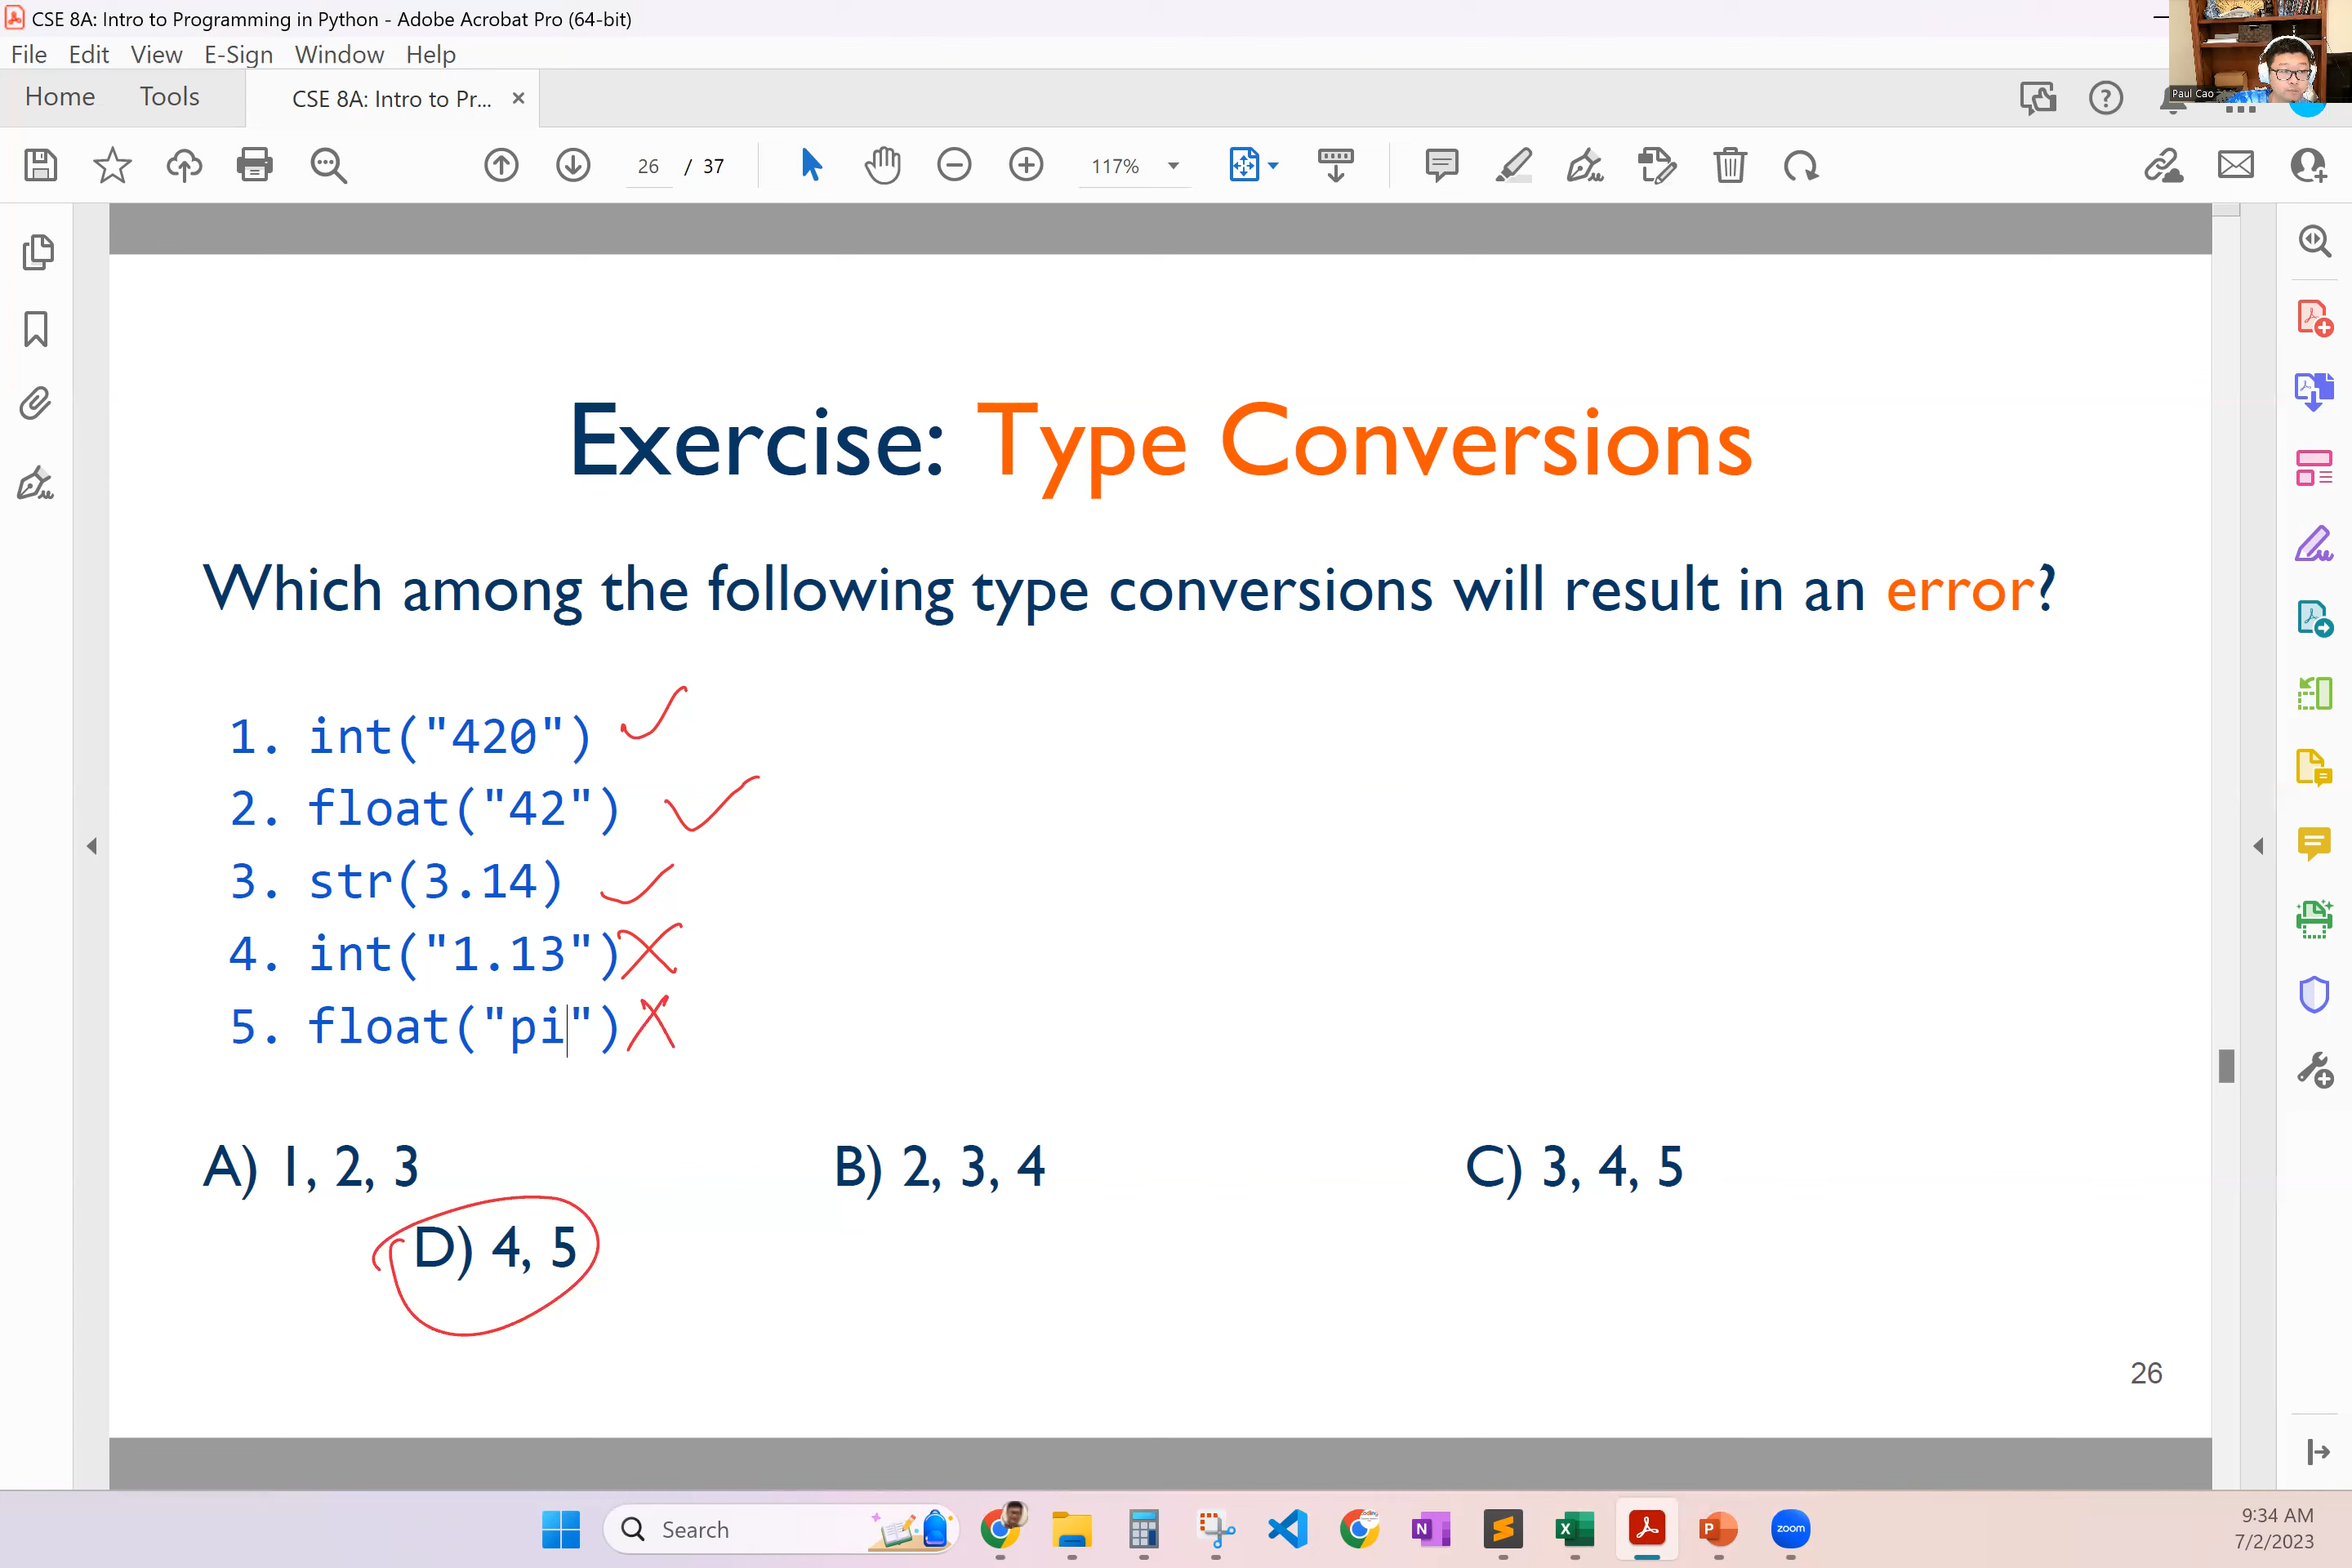 CSE 8A: Intro to Programming in Python - Adobe Acrobat Pro (64-bit)
File Edit View E-Sign Window Help
Home Tools CSE 8A: Intro to Pr... ×
Paul Cao
26 / 37 117%
Exercise: Type Conversions
Which among the following type conversions will result in an error?
1. int("420")
2. float("42")
3. str(3.14)
4. int("1.13")
5. float("pi")
A) 1, 2, 3 B) 2, 3, 4 C) 3, 4, 5
D) 4, 5
26
Search
zoom
9:34 AM
7/2/2023